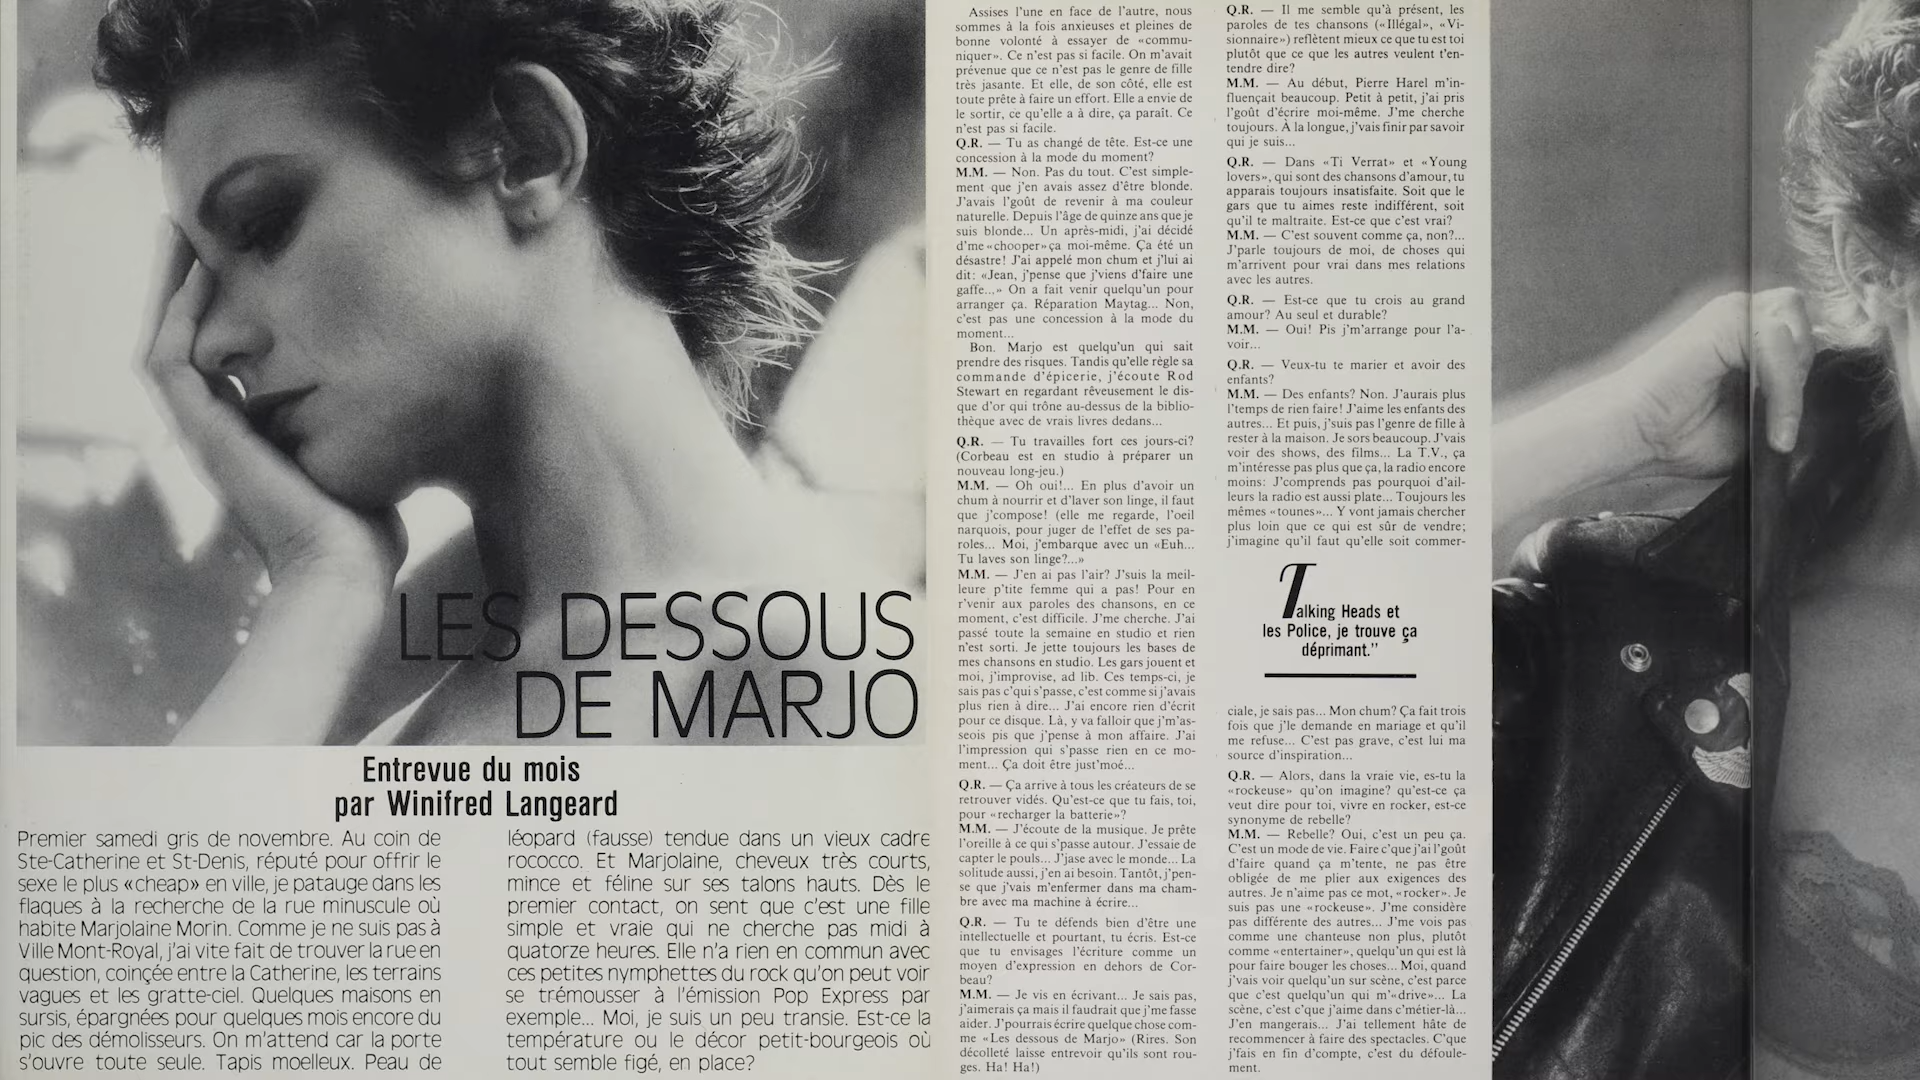 LES DESSOUS
DE MARJO
Entrevue du mois
par Winifred Langeard
Premier samedi gris de novembre. Au coin de
Ste-Catherine et St-Denis, réputé pour offrir le
sexe le plus «cheap» en ville, je patauge dans les
flaques à la recherche de la rue minuscule où
habite Marjolaine Morin. Comme je ne suis pas à
Ville Mont-Royal, j'ai vite fait de trouver la rue en
question, coinçée entre la Catherine, les terrains
vagues et les gratte-ciel. Quelques maisons en
sursis, épargnées pour quelques mois encore du
pic des démolisseurs. On m'attend car la porte
s'ouvre toute seule. Tapis moelleux. Peau de
léopard (fausse) tendue dans un vieux cadre
rococco. Et Marjolaine, cheveux très courts,
mince et féline sur ses talons hauts. Dès le
premier contact, on sent que c'est une fille
simple et vraie qui ne cherche pas midi à
quatorze heures. Elle n'a rien en commun avec
ces petites nymphettes du rock qu'on peut voir
se trémousser à l'émission Pop Express par
exemple... Moi, je suis un peu transie. Est-ce la
température ou le décor petit-bourgeois où
tout semble figé, en place?
Assises l'une en face de l'autre, nous
sommes à la fois anxieuses et pleines de
bonne volonté à essayer de «commu-
niquer». Ce n'est pas si facile. On m'avait
prévenue que ce n'est pas le genre de fille
très jasante. Et elle, de son côté, elle est
toute prête à faire un effort. Elle a envie de
le sortir, ce qu'elle a à dire, ça paraît. Ce
n'est pas si facile.
Q.R. — Tu as changé de tête. Est-ce une
concession à la mode du moment?
M.M. — Non. Pas du tout. C'est simple-
ment que j'en avais assez d'être blonde.
J'avais l'goût de revenir à ma couleur
naturelle. Depuis l'âge de quinze ans que je
suis blonde... Un après-midi, j'ai décidé
d'me «chooper» ça moi-même. Ça été un
désastre! J'ai appelé mon chum et j'lui ai
dit: «Jean, j'pense que j'viens d'faire une
gaffe...» On a fait venir quelqu'un pour
arranger ça. Réparation Maytag... Non,
c'est pas une concession à la mode du
moment...
Bon. Marjo est quelqu'un qui sait
prendre des risques. Tandis qu'elle règle sa
commande d'épicerie, j'écoute Rod
Stewart en regardant rêveusement le dis-
que d'or qui trône au-dessus de la biblio-
thèque avec de vrais livres dedans...
Q.R. — Tu travailles fort ces jours-ci?
(Corbeau est en studio à préparer un
nouveau long-jeu.)
M.M. — Oh oui!... En plus d'avoir un
chum à nourrir et d'laver son linge, il faut
que j'compose! (elle me regarde, l'oeil
narquois, pour juger de l'effet de ses pa-
roles... Moi, j'embarque avec un «Euh...
Tu laves son linge?...»
M.M. — J'en ai pas l'air? J'suis la meil-
leure p'tite femme qui a pas! Pour en
r'venir aux paroles des chansons, en ce
moment, c'est difficile. J'me cherche. J'ai
passé toute la semaine en studio et rien
n'est sorti. Je jette toujours les bases de
mes chansons en studio. Les gars jouent et
moi, j'improvise, ad lib. Ces temps-ci, je
sais pas c'qui s'passe, c'est comme si j'avais
plus rien à dire... J'ai encore rien d'écrit
pour ce disque. Là, y va falloir que j'm'as-
seois pis que j'pense à mon affaire. J'ai
l'impression qui s'passe rien en ce mo-
ment... Ça doit être just'moé...
Q.R. — Ça arrive à tous les créateurs de se
retrouver vidés. Qu'est-ce que tu fais, toi,
pour «recharger la batterie»?
M.M. — J'écoute de la musique. Je prête
l'oreille à ce qui s'passe autour. J'essaie de
capter le pouls... J'jase avec le monde... La
solitude aussi, j'en ai besoin. Tantôt, j'pen-
se que j'vais m'enfermer dans ma cham-
bre avec ma machine à écrire...
Q.R. — Tu te défends bien d'être une
intellectuelle et pourtant, tu écris. Est-ce
que tu envisages l'écriture comme un
moyen d'expression en dehors de Cor-
beau?
M.M. — Je vis en écrivant... Je sais pas,
j'aimerais ça mais il faudrait que j'me fasse
aider. J'pourrais écrire quelque chose com-
me «Les dessous de Marjo» (Rires. Son
décolleté laisse entrevoir qu'ils sont rou-
ges. Ha! Ha!)
Q.R. — Il me semble qu'à présent, les
paroles de tes chansons («Illégal», «Vi-
sionnaire») reflètent mieux ce que tu est toi
plutôt que ce que les autres veulent t'en-
tendre dire?
M.M. — Au début, Pierre Harel m'in-
fluençait beaucoup. Petit à petit, j'ai pris
l'goût d'écrire moi-même. J'me cherche
toujours. À la longue, j'vais finir par savoir
qui je suis...
Q.R. — Dans «Ti Verrat» et «Young
lovers», qui sont des chansons d'amour, tu
apparais toujours insatisfaite. Soit que le
gars que tu aimes reste indifférent, soit
qu'il te maltraite. Est-ce que c'est vrai?
M.M. — C'est souvent comme ça, non?...
J'parle toujours de moi, de choses qui
m'arrivent pour vrai dans mes relations
avec les autres.
Q.R. — Est-ce que tu crois au grand
amour? Au seul et durable?
M.M. — Oui! Pis j'm'arrange pour l'a-
voir...
Q.R. — Veux-tu te marier et avoir des
enfants?
M.M. — Des enfants? Non. J'aurais plus
l'temps de rien faire! J'aime les enfants des
autres... Et puis, j'suis pas l'genre de fille à
rester à la maison. Je sors beaucoup. J'vais
voir des shows, des films... La T.V., ça
m'intéresse pas plus que ça, la radio encore
moins: J'comprends pas pourquoi d'ail-
leurs la radio est aussi plate... Toujours les
mêmes «tounes»... Y vont jamais chercher
plus loin que ce qui est sûr de vendre;
j'imagine qu'il faut qu'elle soit commer-
Talking Heads et
les Police, je trouve ça
déprimant."
ciale, je sais pas... Mon chum? Ça fait trois
fois que j'le demande en mariage et qu'il
me refuse... C'est pas grave, c'est lui ma
source d'inspiration...
Q.R. — Alors, dans la vraie vie, es-tu la
«rockeuse» qu'on imagine? qu'est-ce ça
veut dire pour toi, vivre en rocker, est-ce
synonyme de rebelle?
M.M. — Rebelle? Oui, c'est un peu ça.
C'est un mode de vie. Faire c'que j'ai l'goût
d'faire quand ça m'tente, ne pas être
obligée de me plier aux exigences des
autres. Je n'aime pas ce mot, «rocker». Je
suis pas une «rockeuse». J'me considère
pas différente des autres... J'me vois pas
comme une chanteuse non plus, plutôt
comme «entertainer», quelqu'un qui est là
pour faire bouger les choses... Moi, quand
j'vais voir quelqu'un sur scène, c'est parce
que c'est quelqu'un qui m'«drive»... La
scène, c'est c'que j'aime dans c'métier-là...
J'en mangerais... J'ai tellement hâte de
recommencer à faire des spectacles. C'que
j'fais en fin d'compte, c'est du défoule-
ment.